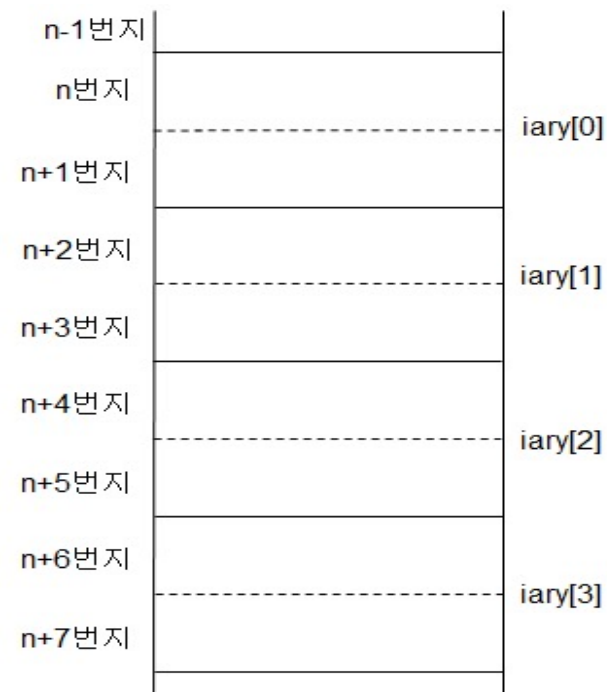 n-1번지
n번지
iary[0]
n+1번지
n+2번지
iary[1]
n+3번지
n+4번지
iary[2]
n+5번지
n+6번지
iary[3]
n+7번지